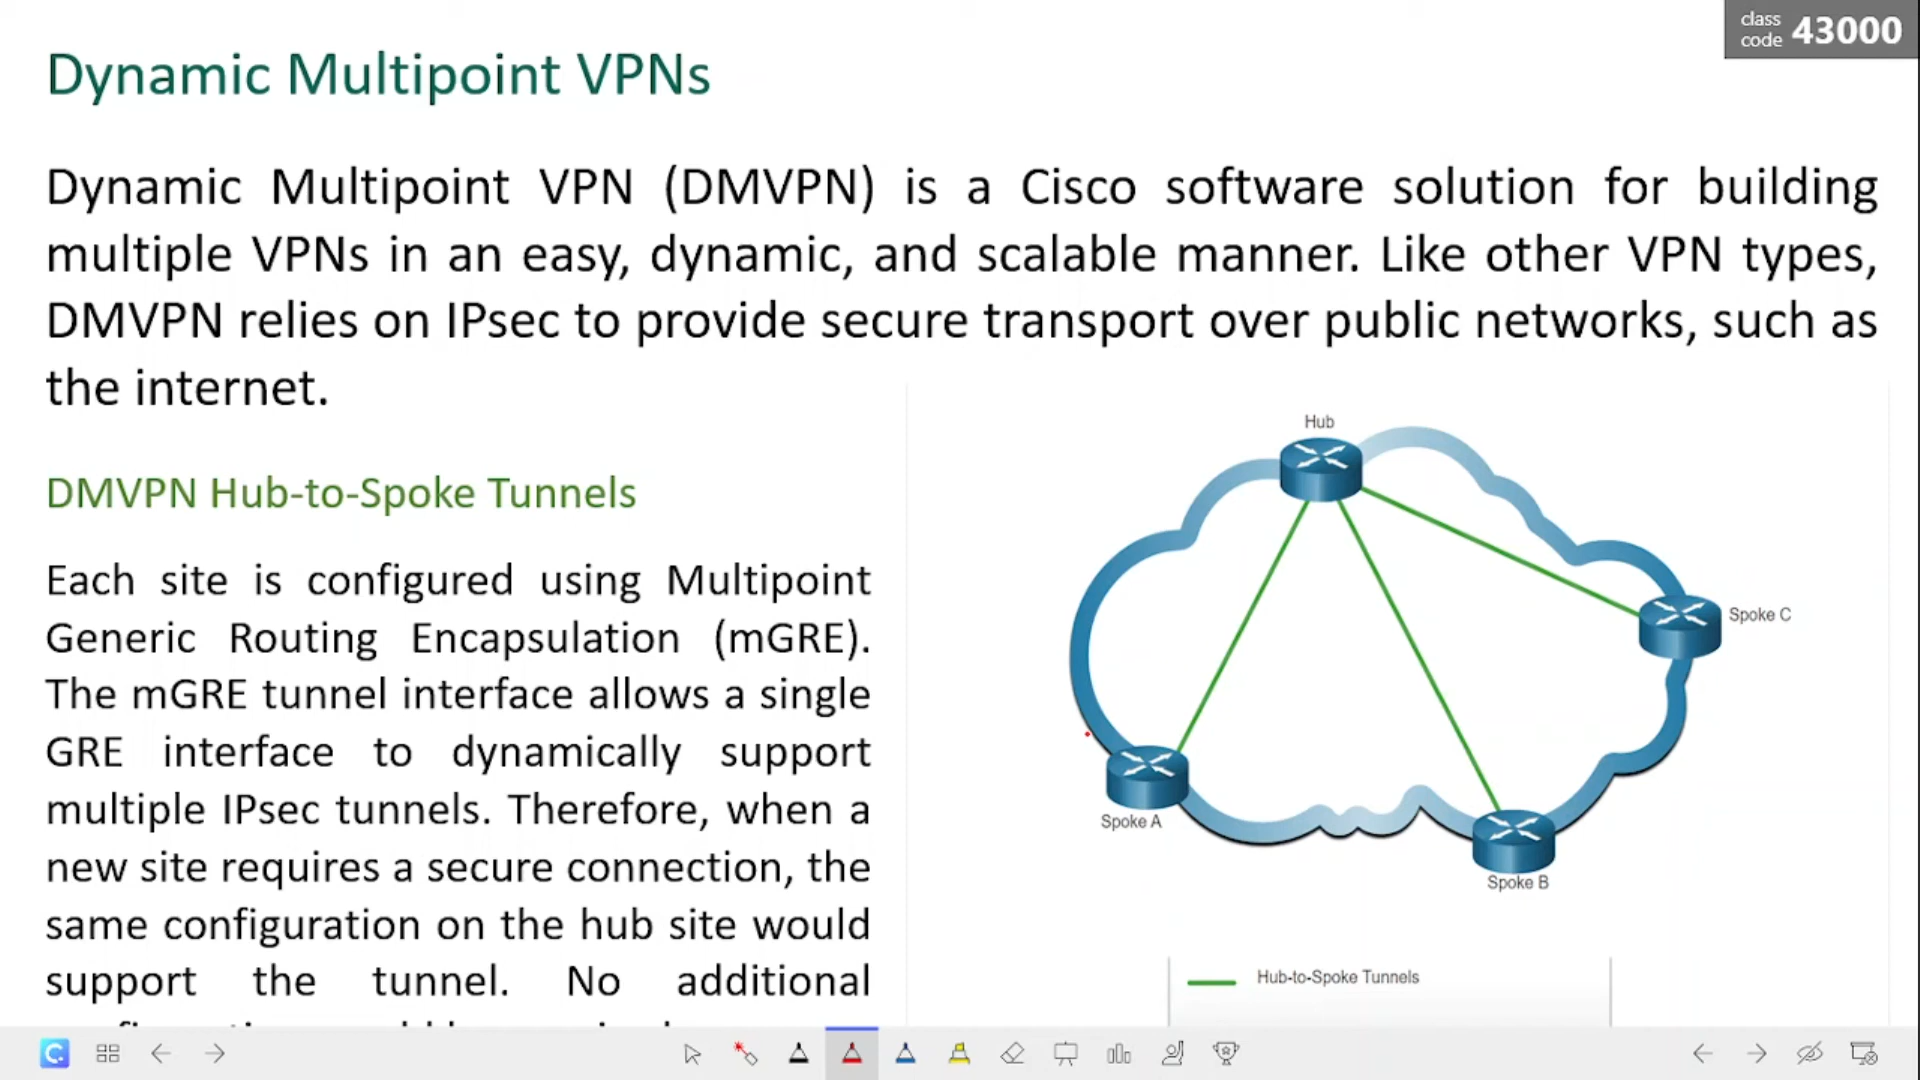 class
code 43000
Dynamic Multipoint VPNs
Dynamic Multipoint VPN (DMVPN) is a Cisco software solution for building
multiple VPNs in an easy, dynamic, and scalable manner. Like other VPN types,
DMVPN relies on IPsec to provide secure transport over public networks, such as
the internet.
DMVPN Hub-to-Spoke Tunnels
Each site is configured using Multipoint
Generic Routing Encapsulation (mGRE).
The mGRE tunnel interface allows a single
GRE interface to dynamically support
multiple IPsec tunnels. Therefore, when a
new site requires a secure connection, the
same configuration on the hub site would
support the tunnel. No additional
Hub
Spoke C
Spoke A
Spoke B
Hub-to-Spoke Tunnels